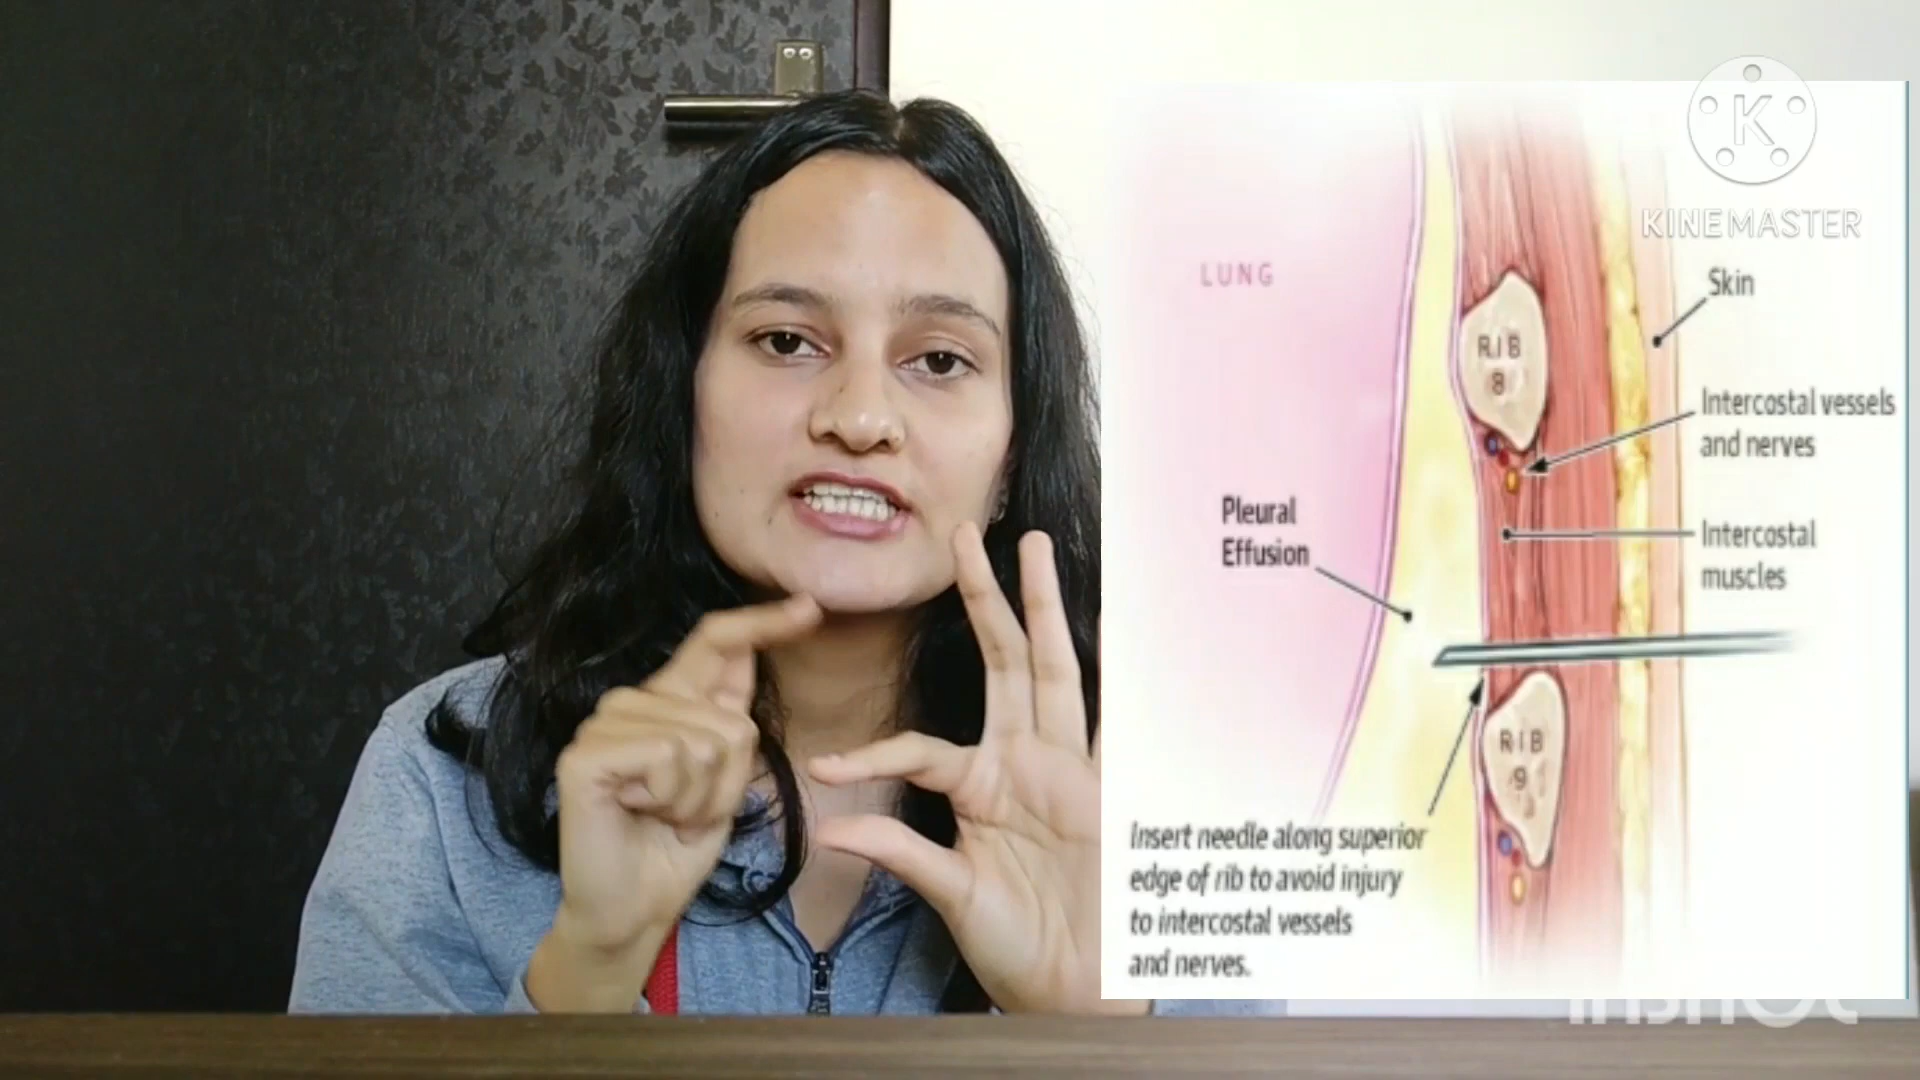 K
KINEMASTER
LUNG
Skin
RIB
8
Intercostal vessels
and nerves
Pleural
Effusion
Intercostal
muscles
RIB
9
Insert needle along superior
edge of rib to avoid injury
to intercostal vessels
and nerves.